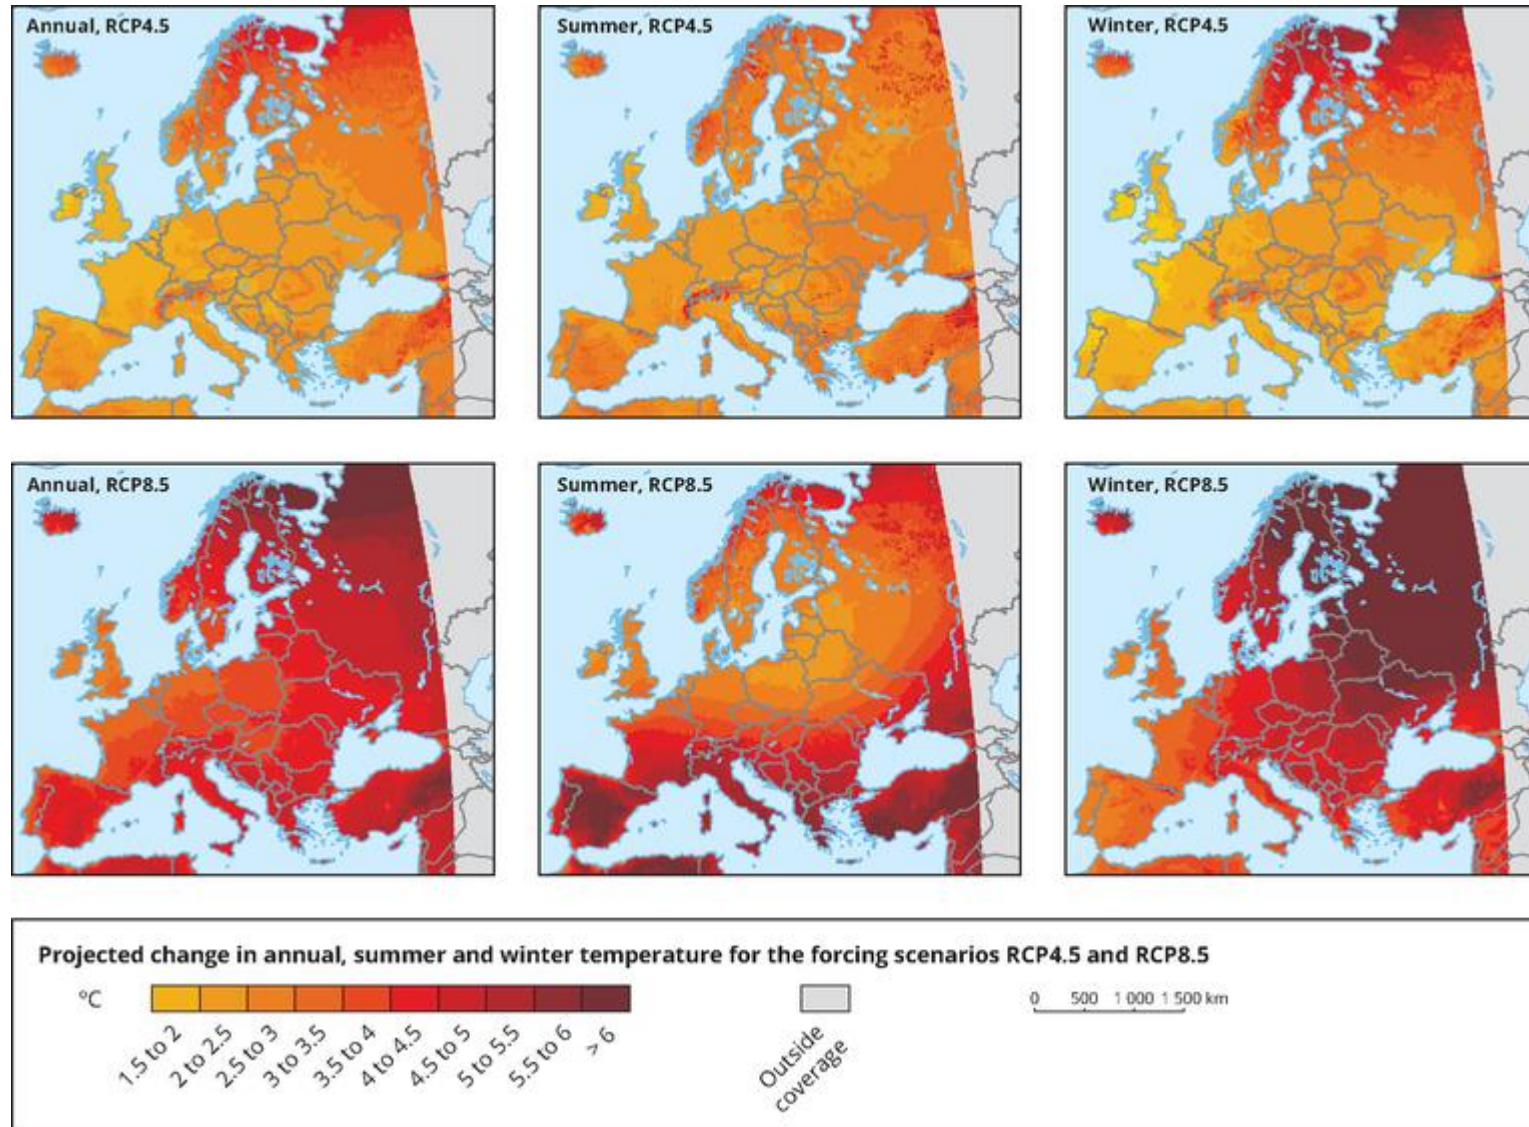 Annual, RCP4.5
Summer, RCP4.5
Winter, RCP4.5
Annual, RCP8.5
Summer, RCP8.5
Winter, RCP8.5
Projected change in annual, summer and winter temperature for the forcing scenarios RCP4.5 and RCP8.5
°C
1.5 to 2
2 to 2.5
2.5 to 3
3 to 3.5
3.5 to 4
4 to 4.5
4.5 to 5
5 to 5.5
5.5 to 6
> 6
Outside
coverage
0 500 1 000 1 500 km